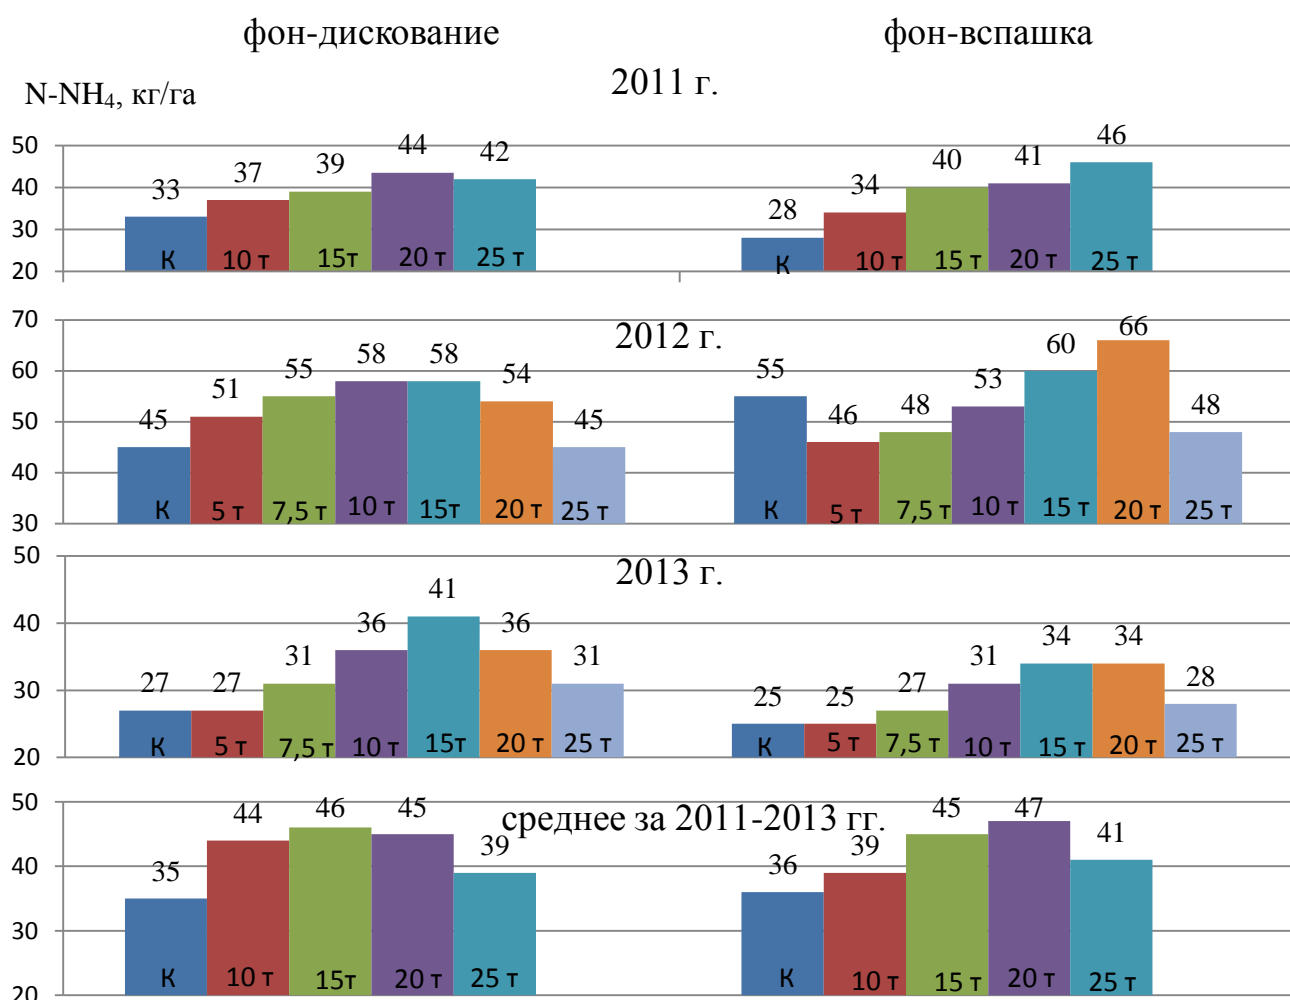 фон-дискование фон-вспашка
2011 г.
N-NH₄, кг/га
50
40
30
20
33 37 39 44 42
К 10 т 15т 20 т 25 т
28 34 40 41 46
К 10 т 15 т 20 т 25 т
2012 г.
70
60
50
40
30
45 51 55 58 58 54 45
К 5 т 7,5 т 10 т 15т 20 т 25 т
55 46 48 53 60 66 48
К 5 т 7,5 т 10 т 15 т 20 т 25 т
2013 г.
50
40
30
20
27 27 31 36 41 36 31
К 5 т 7,5 т 10 т 15т 20 т 25 т
25 25 27 31 34 34 28
К 5 т 7,5 т 10 т 15 т 20 т 25 т
среднее за 2011-2013 гг.
50
40
30
20
35 44 46 45 39
К 10 т 15т 20 т 25 т
36 39 45 47 41
К 10 т 15 т 20 т 25 т